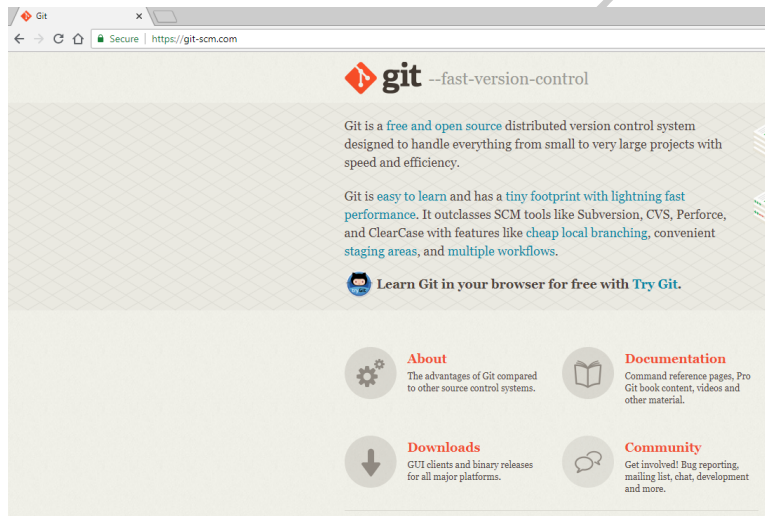 Git
Secure | https://git-scm.com
git --fast-version-control
Git is a free and open source distributed version control system
designed to handle everything from small to very large projects with
speed and efficiency.
Git is easy to learn and has a tiny footprint with lightning fast
performance. It outclasses SCM tools like Subversion, CVS, Perforce,
and ClearCase with features like cheap local branching, convenient
staging areas, and multiple workflows.
Learn Git in your browser for free with Try Git.
About
The advantages of Git compared
to other source control systems.
Documentation
Command reference pages, Pro
Git book content, videos and
other material.
Downloads
GUI clients and binary releases
for all major platforms.
Community
Get involved! Bug reporting,
mailing list, chat, development
and more.